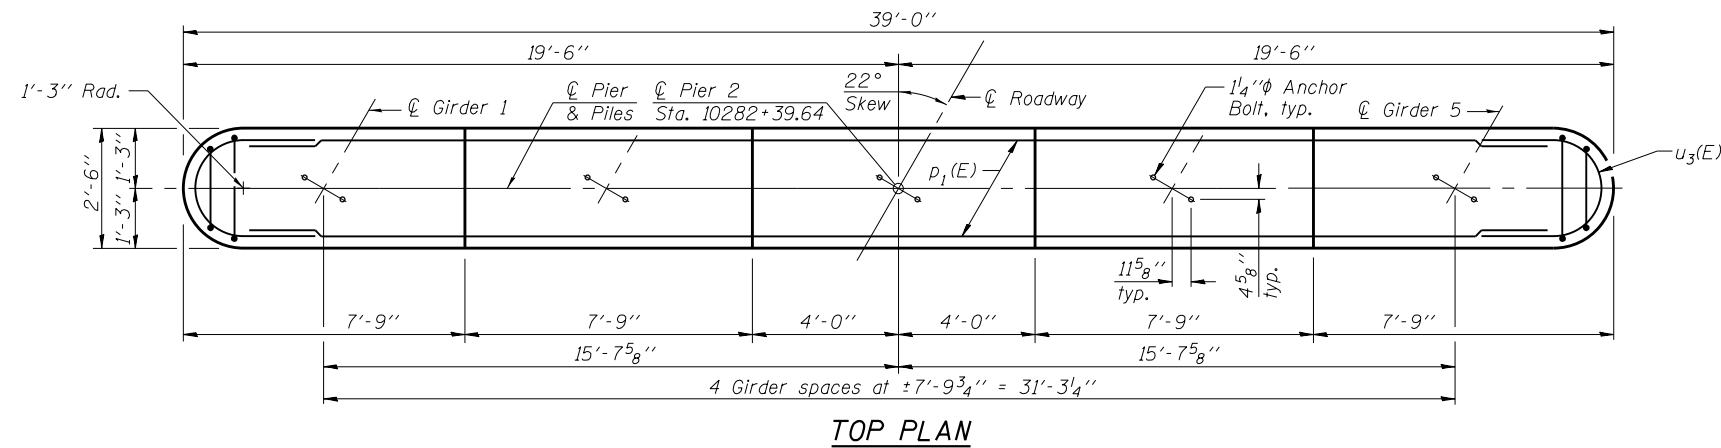 39'-0"
19'-6"
19'-6"
1'-3" Rad.
℄ Girder 1
℄ Pier
& Piles
℄ Pier 2
Sta. 10282+39.64
22°
Skew
℄ Roadway
1¼"φ Anchor
Bolt, typ.
℄ Girder 5
u3(E)
2'-6"
1'-3"
1'-3"
p1(E)
11⅝"
typ.
4⅝"
typ.
7'-9"
7'-9"
4'-0"
4'-0"
7'-9"
7'-9"
15'-7⅝"
15'-7⅝"
4 Girder spaces at ±7'-9¾" = 31'-3¼"
TOP PLAN